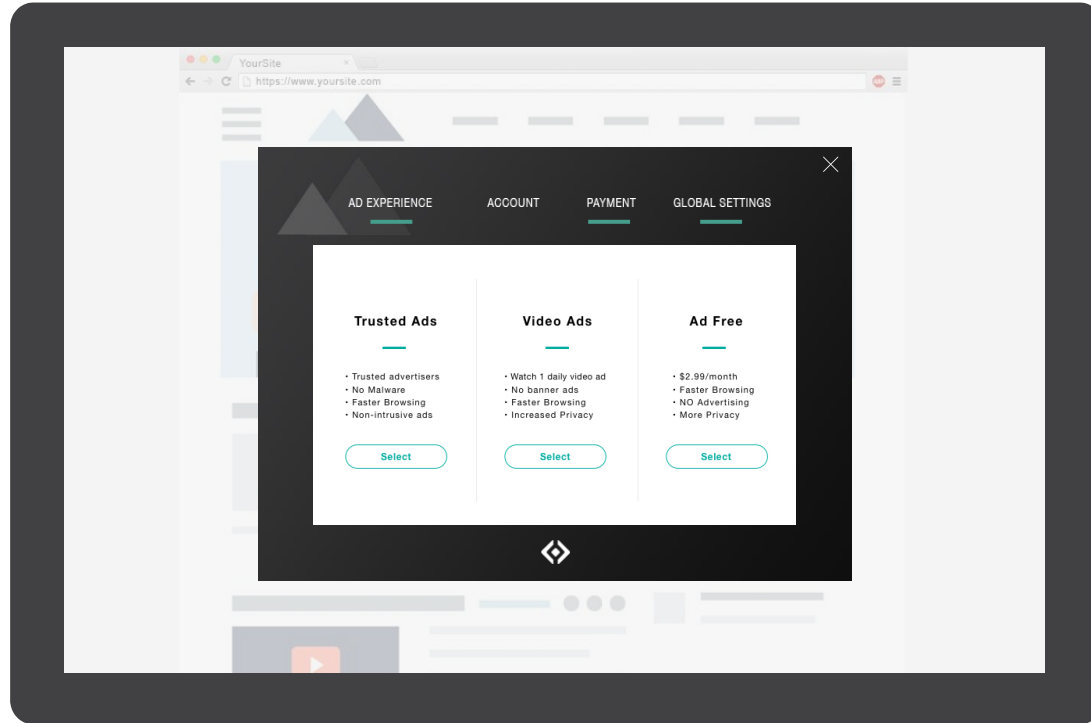 YourSite
https://www.yoursite.com
AD EXPERIENCE ACCOUNT PAYMENT GLOBAL SETTINGS
Trusted Ads
• Trusted advertisers
• No Malware
• Faster Browsing
• Non-intrusive ads
Select
Video Ads
• Watch 1 daily video ad
• No banner ads
• Faster Browsing
• Increased Privacy
Select
Ad Free
• $2.99/month
• Faster Browsing
• NO Advertising
• More Privacy
Select